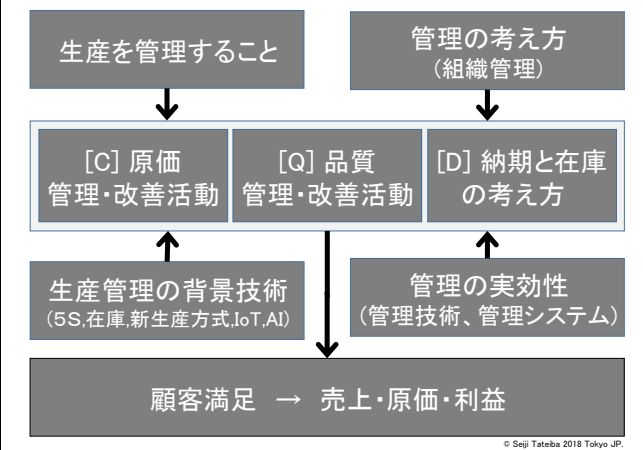 生産を管理すること
管理の考え方
(組織管理)
[C] 原価
管理・改善活動
[Q] 品質
管理・改善活動
[D] 納期と在庫
の考え方
生産管理の背景技術
(5S,在庫,新生産方式,IoT,AI)
管理の実効性
(管理技術、管理システム)
顧客満足 → 売上・原価・利益
© Seiji Tateiba 2018 Tokyo JP.